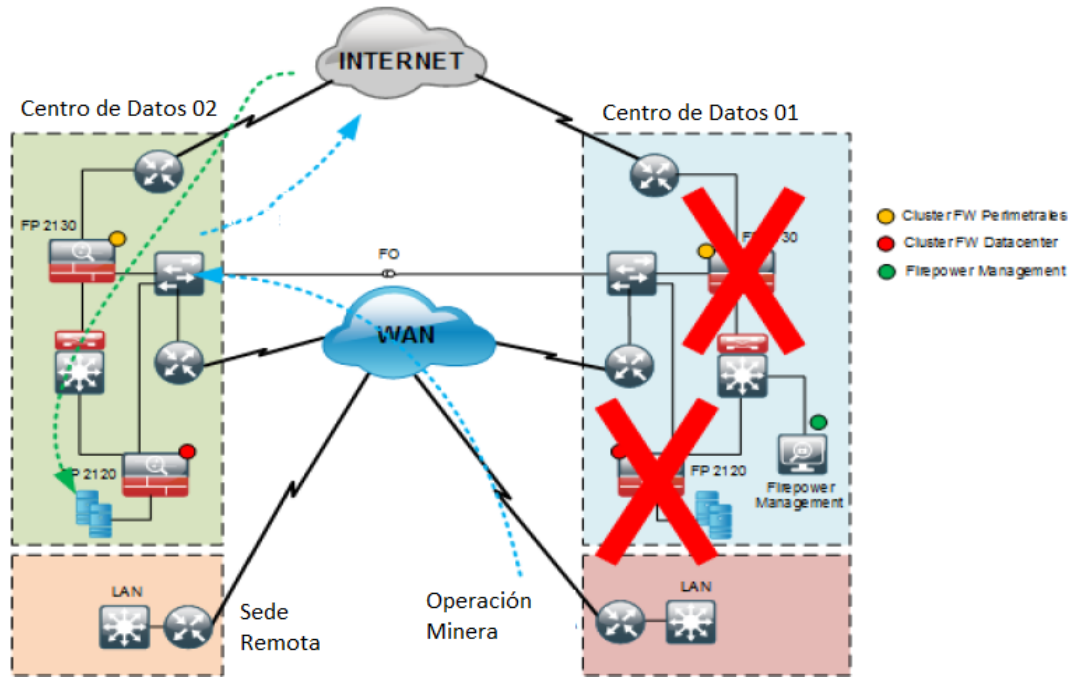 INTERNET
Centro de Datos 02
Centro de Datos 01
FP 2130
Cluster FW Perimetrales
Cluster FW Datacenter
Firepower Management
FO
WAN
FP 2120
FP 2120
Firepower
Management
LAN
Sede
Remota
Operación
Minera
LAN